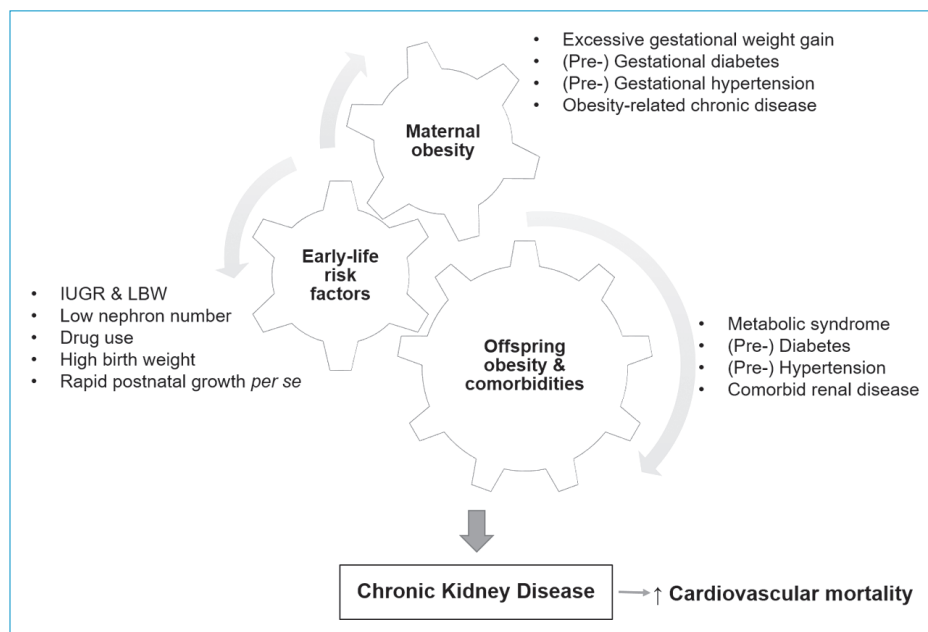 • Excessive gestational weight gain
• (Pre-) Gestational diabetes
• (Pre-) Gestational hypertension
• Obesity-related chronic disease
Maternal
obesity
Early-life
risk
factors
• IUGR & LBW
• Low nephron number
• Drug use
• High birth weight
• Rapid postnatal growth per se
Offspring
obesity &
comorbidities
• Metabolic syndrome
• (Pre-) Diabetes
• (Pre-) Hypertension
• Comorbid renal disease
Chronic Kidney Disease
↑ Cardiovascular mortality